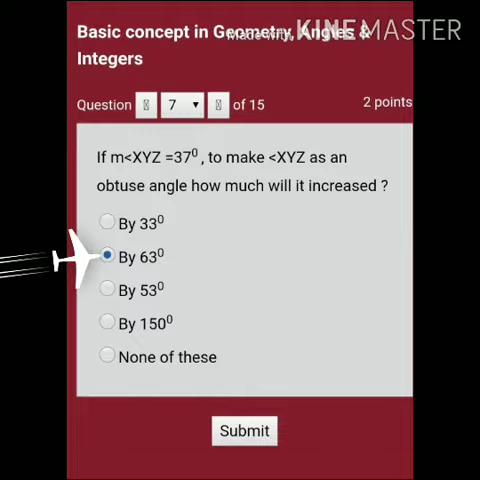 Made with KINEMASTER
Basic concept in Geometry, Angles &
Integers
Question 7 of 15 2 points
If m<XYZ =37⁰ , to make <XYZ as an
obtuse angle how much will it increased ?
By 33⁰
By 63⁰
By 53⁰
By 150⁰
None of these
Submit